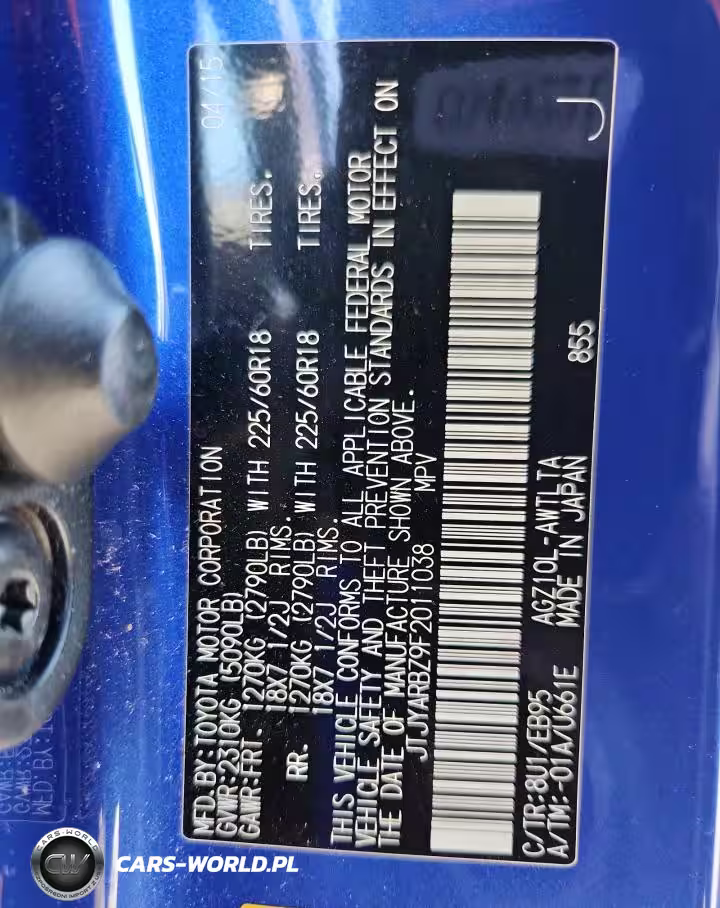 MFD.BY:TOYOTA MOTOR CORPORATION 04/15
GVWR:2310KG (5090LB)
GAWR:FRT. 1270KG (2790LB) WITH 225/60R18 TIRES.
18X7 1/2J RIMS.
RR. 1270KG (2790LB) WITH 225/60R18 TIRES.
18X7 1/2J RIMS.
THIS VEHICLE CONFORMS TO ALL APPLICABLE FEDERAL MOTOR
VEHICLE SAFETY AND THEFT PREVENTION STANDARDS IN EFFECT ON
THE DATE OF MANUFACTURE SHOWN ABOVE.
JTJYARBZ9F2011038 MPV
C/TR:8U1/EB95 AGZ10L-AWTLTA
A/TM:-01A/U661E MADE IN JAPAN 855 J
CARS-WORLD
CW
CARS-WORLD.PL